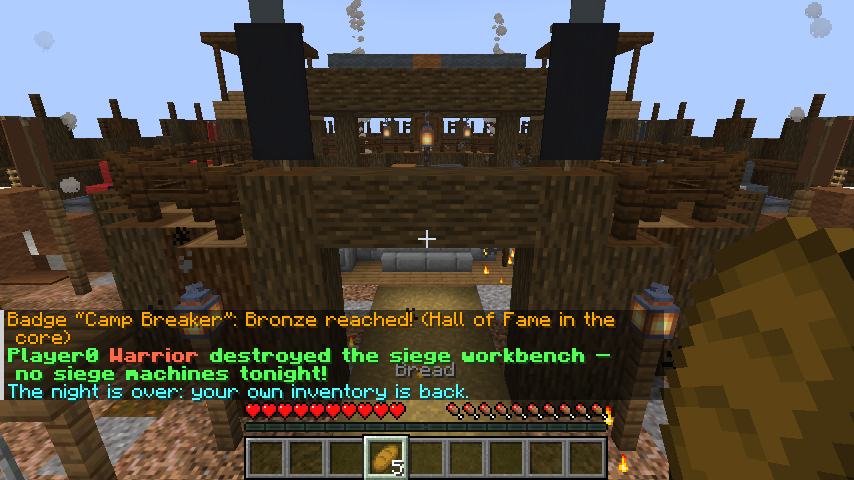 Badge "Camp Breaker": Bronze reached! (Hall of Fame in the
core)
Player0 Warrior destroyed the siege workbench –
no siege machines tonight!
Bread
The night is over: your own inventory is back.
5